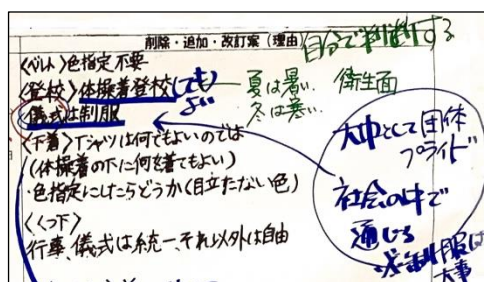 削除・追加・改訂案（理由）
自分で判断する
〈ベルト〉色指定不要
〈登校〉体操着登校してもよい
夏は暑い、冬は寒い、
衛生面
儀式は制服
〈下着〉Tシャツは何でもよいのでは
(体操着の下に何を着てもよい)
・色指定にしたらどうか(目立たない色)
〈くつ下〉
行事、儀式は統一、それ以外は自由
大中として団体
プライド
社会の中で
通じる
制服は
大事